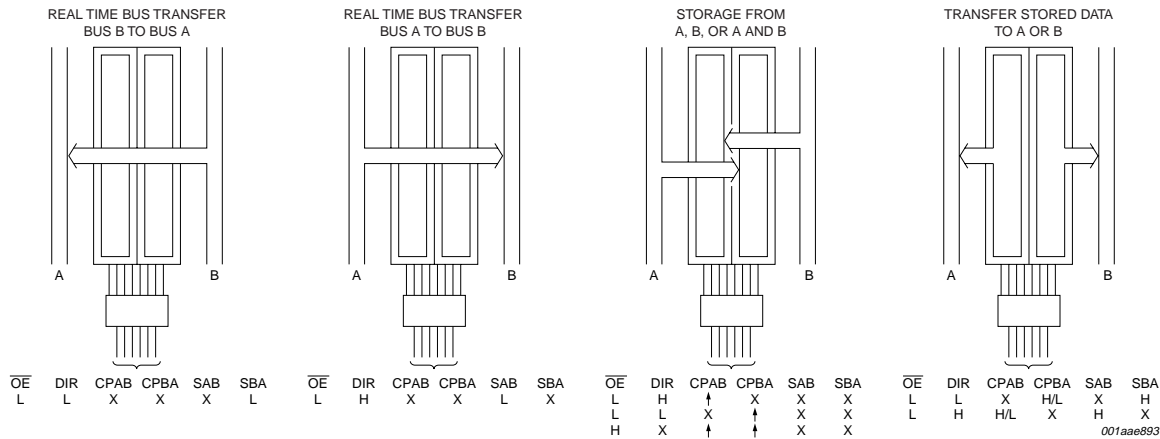 REAL TIME BUS TRANSFER
BUS B TO BUS A
A B
OE DIR CPAB CPBA SAB SBA
L L X X X L
REAL TIME BUS TRANSFER
BUS A TO BUS B
A B
OE DIR CPAB CPBA SAB SBA
L H X X L X
STORAGE FROM
A, B, OR A AND B
A B
OE DIR CPAB CPBA SAB SBA
L H ↑ X X X
L L X ↑ X X
H X ↑ ↑ X X
TRANSFER STORED DATA
TO A OR B
A B
OE DIR CPAB CPBA SAB SBA
L L X H/L X H
L H H/L X H X
001aae893